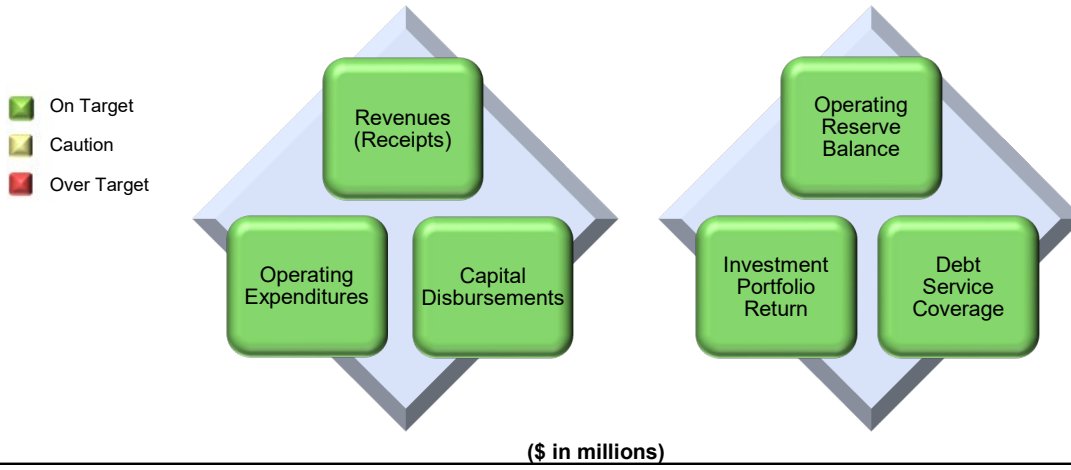 On Target
Caution
Over Target
Revenues
(Receipts)
Operating
Expenditures
Capital
Disbursements
Operating
Reserve
Balance
Investment
Portfolio
Return
Debt
Service
Coverage
($ in millions)